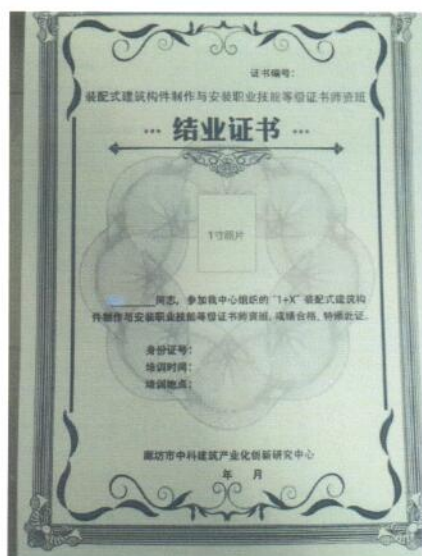 证书编号：
装配式建筑构件制作与安装职业技能等级证书师资班
··· 结业证书 ···
1寸照片
同志，参加我中心组织的“1+X”装配式建筑构
件制作与安装职业技能等级证书师资班，成绩合格，特颁此证。
身份证号：
培训时间：
培训地点：
廊坊市中科建筑产业化创新研究中心
年 月